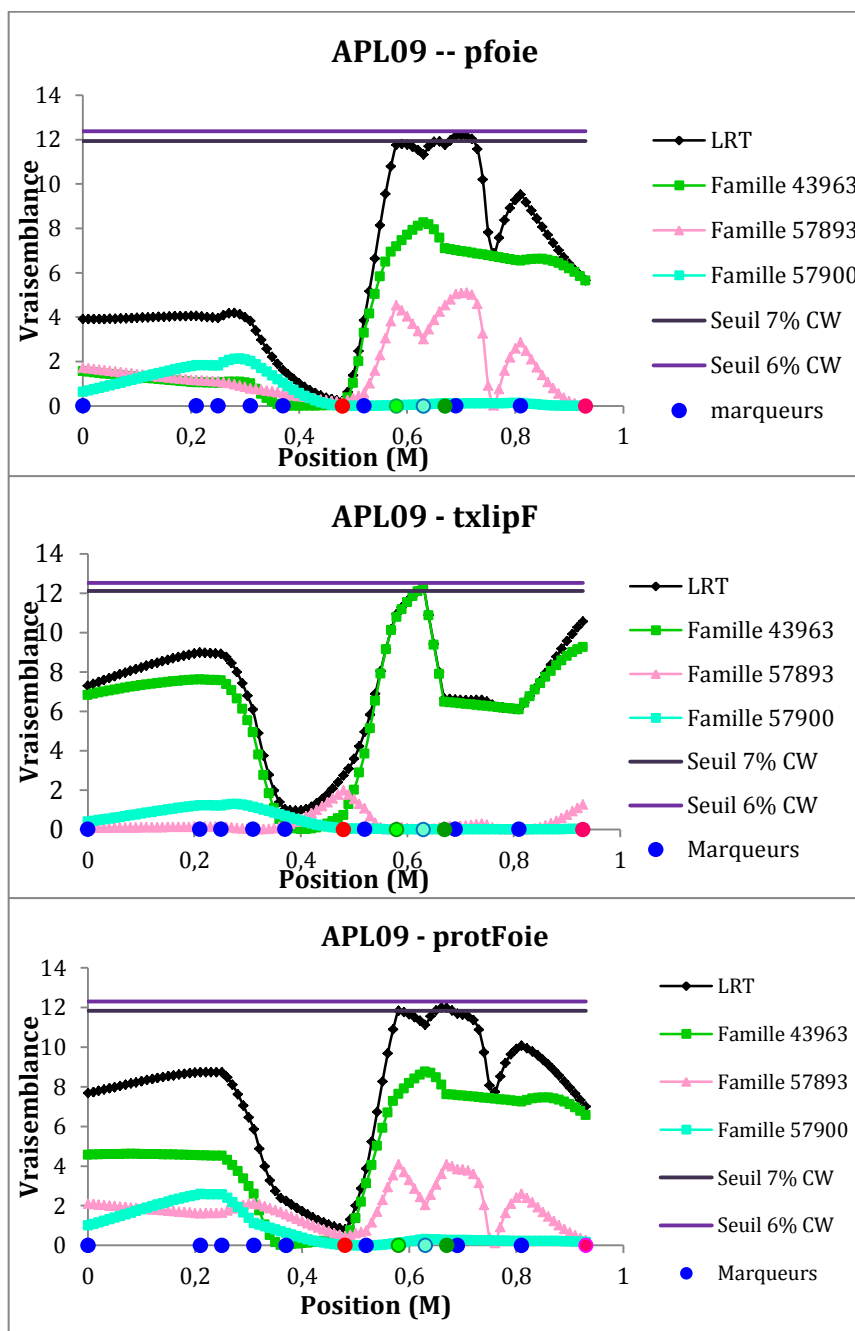 APL09 -- pfoie
Vraisemblance
14
12
10
8
6
4
2
0
0
0,2
0,4
0,6
0,8
1
Position (M)
LRT
Famille 43963
Famille 57893
Famille 57900
Seuil 7% CW
Seuil 6% CW
marqueurs
APL09 - txlipF
Vraisemblance
14
12
10
8
6
4
2
0
0
0,2
0,4
0,6
0,8
1
Position (M)
LRT
Famille 43963
Famille 57893
Famille 57900
Seuil 7% CW
Seuil 6% CW
Marqueurs
APL09 - protFoie
Vraisemblance
14
12
10
8
6
4
2
0
0
0,2
0,4
0,6
0,8
1
Position (M)
LRT
Famille 43963
Famille 57893
Famille 57900
Seuil 7% CW
Seuil 6% CW
Marqueurs